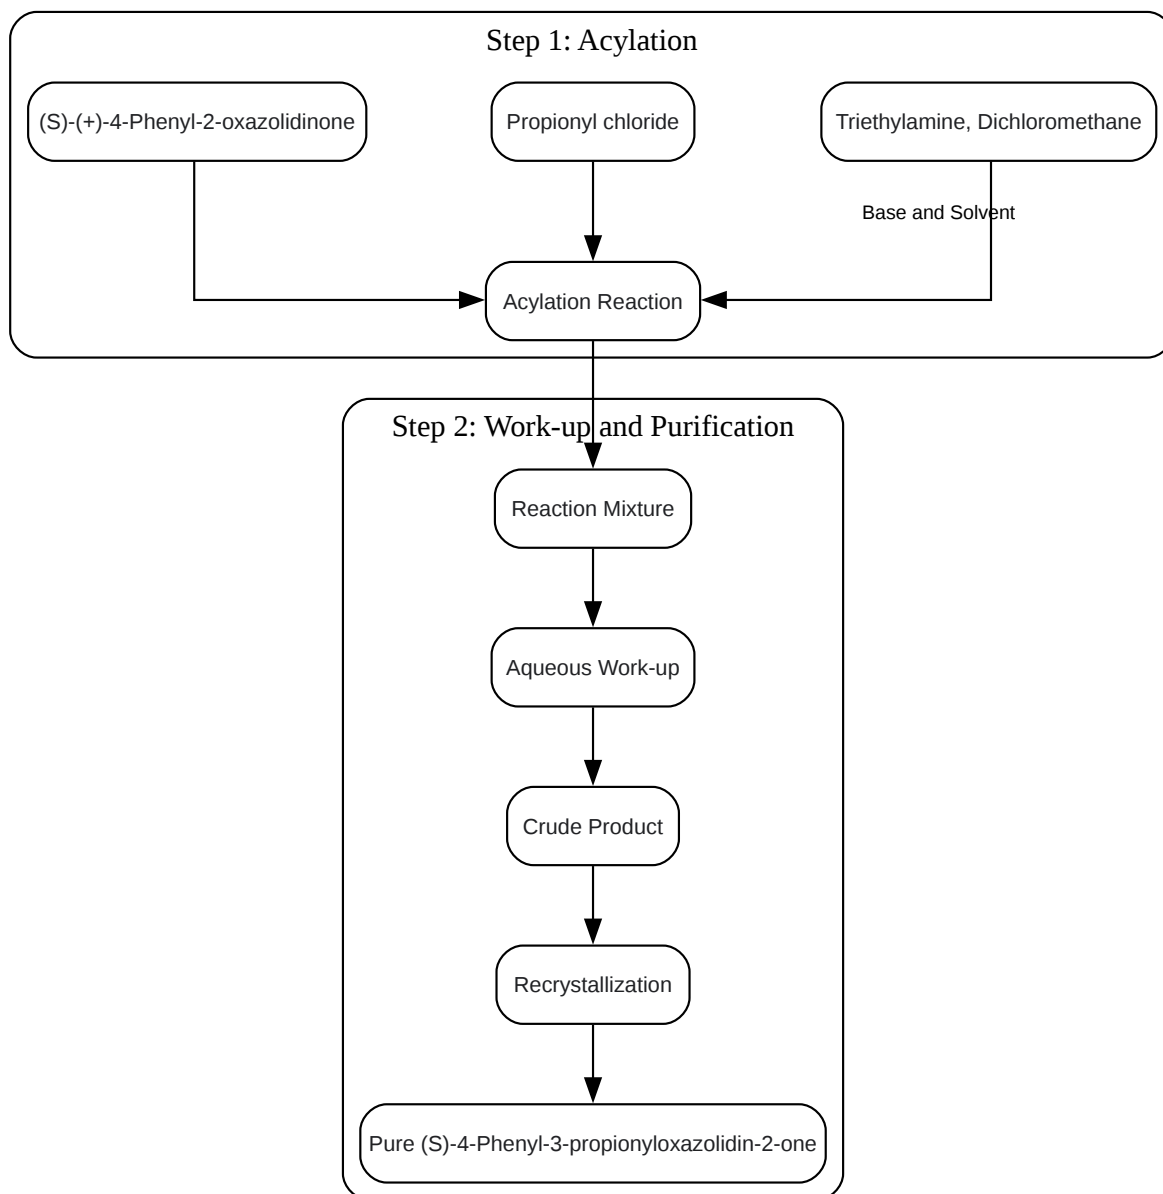 Step 1: Acylation
(S)-(+)-4-Phenyl-2-oxazolidinone
Propionyl chloride
Triethylamine, Dichloromethane
Base and Solvent
Acylation Reaction
Step 2: Work-up and Purification
Reaction Mixture
Aqueous Work-up
Crude Product
Recrystallization
Pure (S)-4-Phenyl-3-propionyloxazolidin-2-one